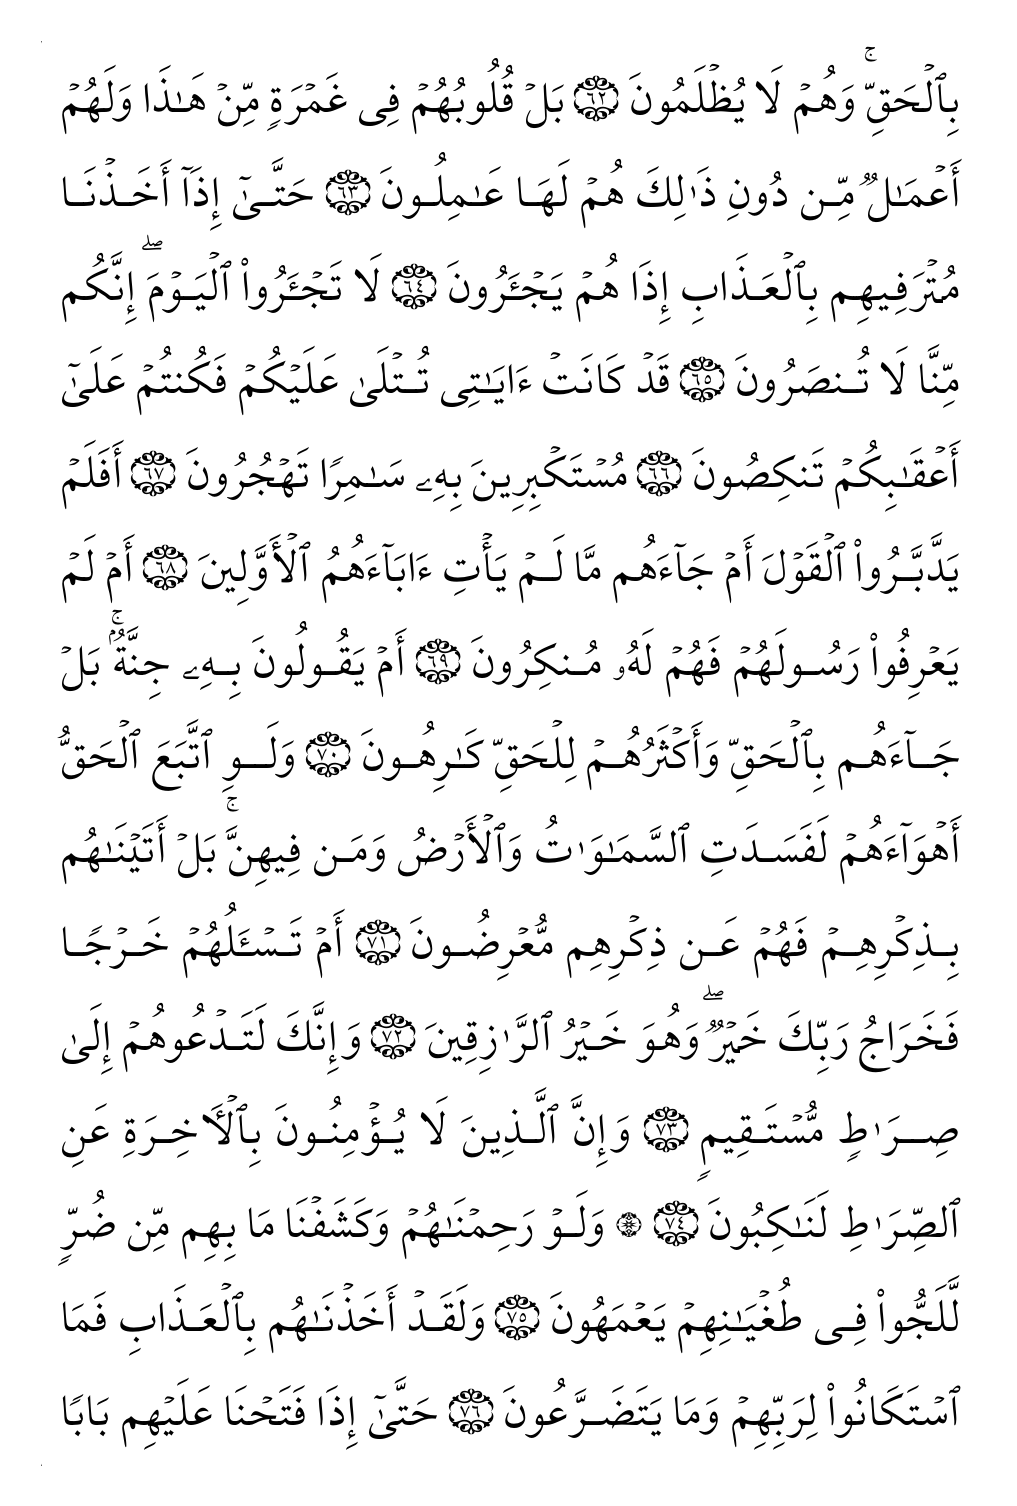 بِٱلۡحَقِّۚ وَهُمۡ لَا يُظۡلَمُونَ ٦٢ بَلۡ قُلُوبُهُمۡ فِي غَمۡرَةٖ مِّنۡ هَٰذَا وَلَهُمۡ
أَعۡمَٰلٞ مِّن دُونِ ذَٰلِكَ هُمۡ لَهَا عَٰمِلُونَ ٦٣ حَتَّىٰٓ إِذَآ أَخَذۡنَا
مُتۡرَفِيهِم بِٱلۡعَذَابِ إِذَا هُمۡ يَجۡـَٔرُونَ ٦٤ لَا تَجۡـَٔرُواْ ٱلۡيَوۡمَۖ إِنَّكُم
مِّنَّا لَا تُنصَرُونَ ٦٥ قَدۡ كَانَتۡ ءَايَٰتِي تُتۡلَىٰ عَلَيۡكُمۡ فَكُنتُمۡ عَلَىٰٓ
أَعۡقَٰبِكُمۡ تَنكِصُونَ ٦٦ مُسۡتَكۡبِرِينَ بِهِۦ سَٰمِرٗا تَهۡجُرُونَ ٦٧ أَفَلَمۡ
يَدَّبَّرُواْ ٱلۡقَوۡلَ أَمۡ جَآءَهُم مَّا لَمۡ يَأۡتِ ءَابَآءَهُمُ ٱلۡأَوَّلِينَ ٦٨ أَمۡ لَمۡ
يَعۡرِفُواْ رَسُولَهُمۡ فَهُمۡ لَهُۥ مُنكِرُونَ ٦٩ أَمۡ يَقُولُونَ بِهِۦ جِنَّةُۢۚ بَلۡ
جَآءَهُم بِٱلۡحَقِّ وَأَكۡثَرُهُمۡ لِلۡحَقِّ كَٰرِهُونَ ٧٠ وَلَوِ ٱتَّبَعَ ٱلۡحَقُّ
أَهۡوَآءَهُمۡ لَفَسَدَتِ ٱلسَّمَٰوَٰتُ وَٱلۡأَرۡضُ وَمَن فِيهِنَّۚ بَلۡ أَتَيۡنَٰهُم
بِذِكۡرِهِمۡ فَهُمۡ عَن ذِكۡرِهِم مُّعۡرِضُونَ ٧١ أَمۡ تَسۡـَٔلُهُمۡ خَرۡجٗا
فَخَرَاجُ رَبِّكَ خَيۡرٞۖ وَهُوَ خَيۡرُ ٱلرَّٰزِقِينَ ٧٢ وَإِنَّكَ لَتَدۡعُوهُمۡ إِلَىٰ
صِرَٰطٖ مُّسۡتَقِيمٖ ٧٣ وَإِنَّ ٱلَّذِينَ لَا يُؤۡمِنُونَ بِٱلۡأٓخِرَةِ عَنِ
ٱلصِّرَٰطِ لَنَٰكِبُونَ ٧٤ ۞ وَلَوۡ رَحِمۡنَٰهُمۡ وَكَشَفۡنَا مَا بِهِم مِّن ضُرّٖ
لَّلَجُّواْ فِي طُغۡيَٰنِهِمۡ يَعۡمَهُونَ ٧٥ وَلَقَدۡ أَخَذۡنَٰهُم بِٱلۡعَذَابِ فَمَا
ٱسۡتَكَانُواْ لِرَبِّهِمۡ وَمَا يَتَضَرَّعُونَ ٧٦ حَتَّىٰٓ إِذَا فَتَحۡنَا عَلَيۡهِم بَابٗا